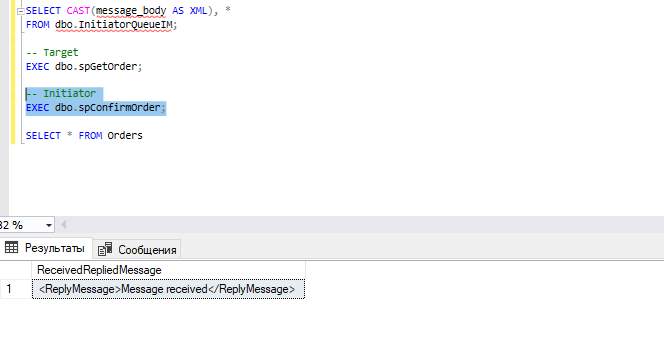 SELECT CAST(message_body AS XML), *
FROM dbo.InitiatorQueueIM;
-- Target
EXEC dbo.spGetOrder;
-- Initiator
EXEC dbo.spConfirmOrder;
SELECT * FROM Orders
32 %
Результаты
Сообщения
ReceivedRepliedMessage
1 <ReplyMessage>Message received</ReplyMessage>